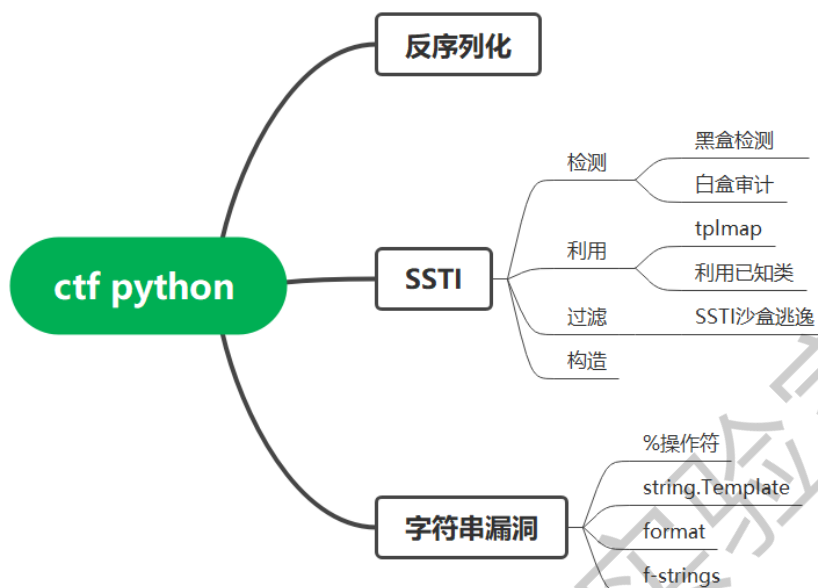 ctf python
反序列化
SSTI
检测
黑盒检测
白盒审计
利用
tplmap
利用已知类
过滤
SSTI沙盒逃逸
构造
字符串漏洞
%操作符
string.Template
format
f-strings
实验